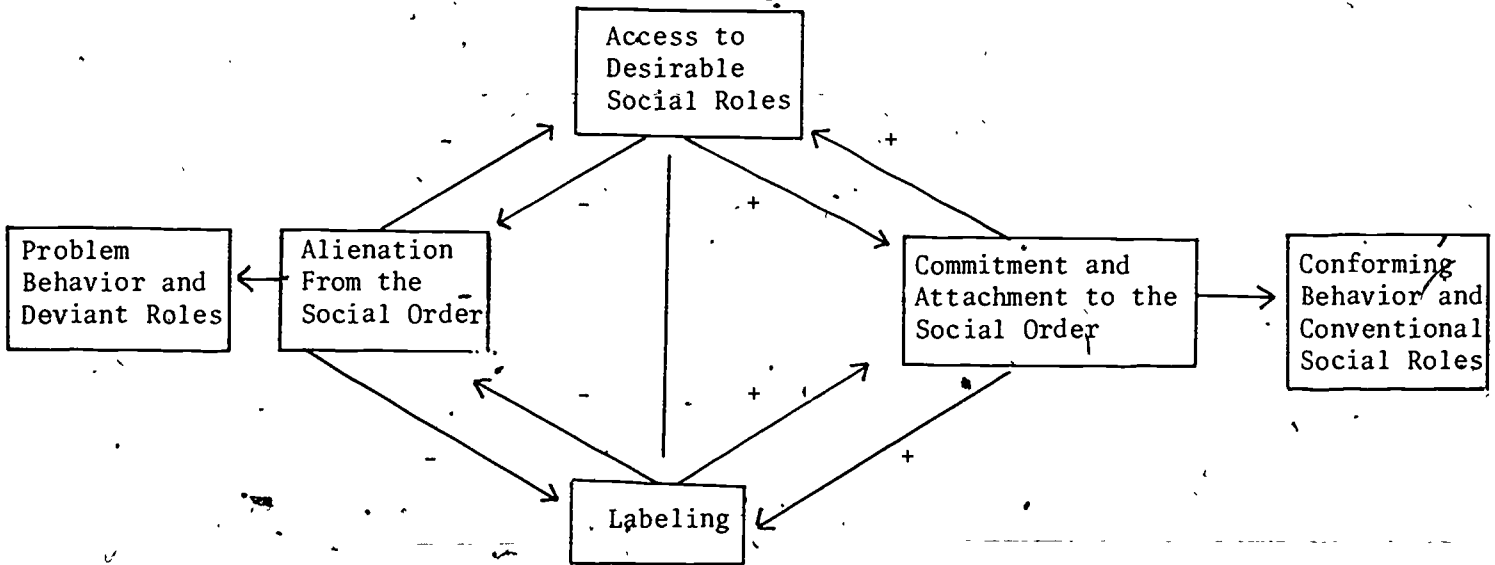 Access to
Desirable
Social Roles
-
+
-
+
Problem
Behavior and
Deviant Roles
Alienation
From the
Social Order
Commitment and
Attachment to the
Social Order
Conforming
Behavior and
Conventional
Social Roles
-
+
-
+
Labeling